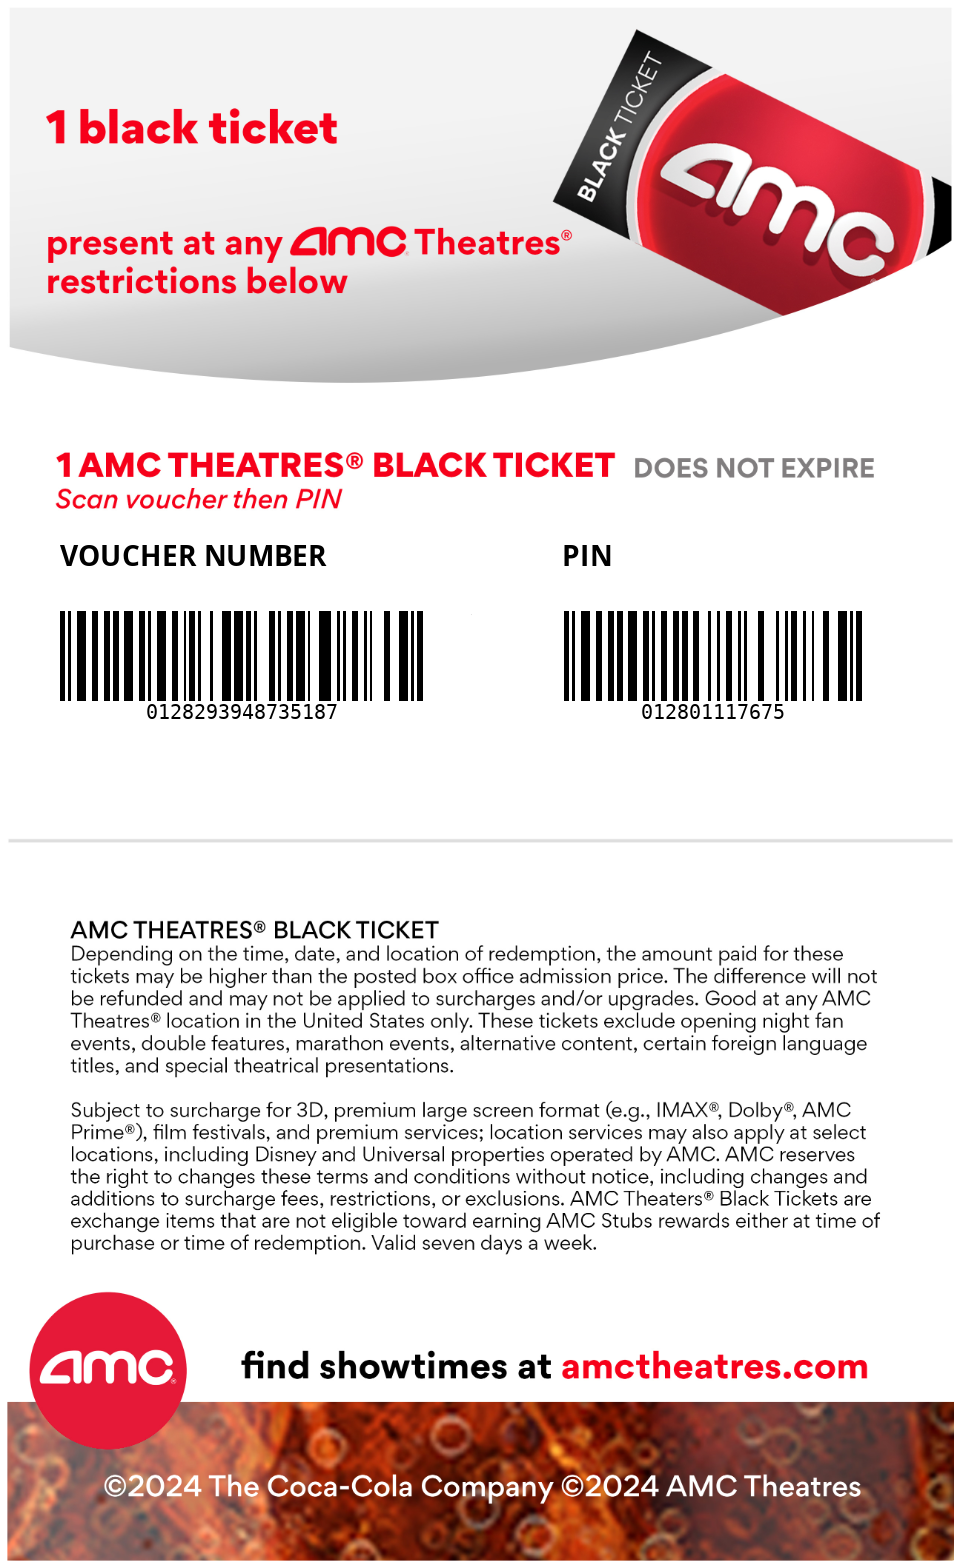 1 black ticket
BLACK TICKET
amc
present at any amc Theatres®
restrictions below
1 AMC THEATRES® BLACK TICKET DOES NOT EXPIRE
Scan voucher then PIN
VOUCHER NUMBER PIN
0128293948735187 012801117675
AMC THEATRES® BLACK TICKET
Depending on the time, date, and location of redemption, the amount paid for these
tickets may be higher than the posted box office admission price. The difference will not
be refunded and may not be applied to surcharges and/or upgrades. Good at any AMC
Theatres® location in the United States only. These tickets exclude opening night fan
events, double features, marathon events, alternative content, certain foreign language
titles, and special theatrical presentations.
Subject to surcharge for 3D, premium large screen format (e.g., IMAX®, Dolby®, AMC
Prime®), film festivals, and premium services; location services may also apply at select
locations, including Disney and Universal properties operated by AMC. AMC reserves
the right to changes these terms and conditions without notice, including changes and
additions to surcharge fees, restrictions, or exclusions. AMC Theaters® Black Tickets are
exchange items that are not eligible toward earning AMC Stubs rewards either at time of
purchase or time of redemption. Valid seven days a week.
amc®
find showtimes at amctheatres.com
©2024 The Coca-Cola Company ©2024 AMC Theatres